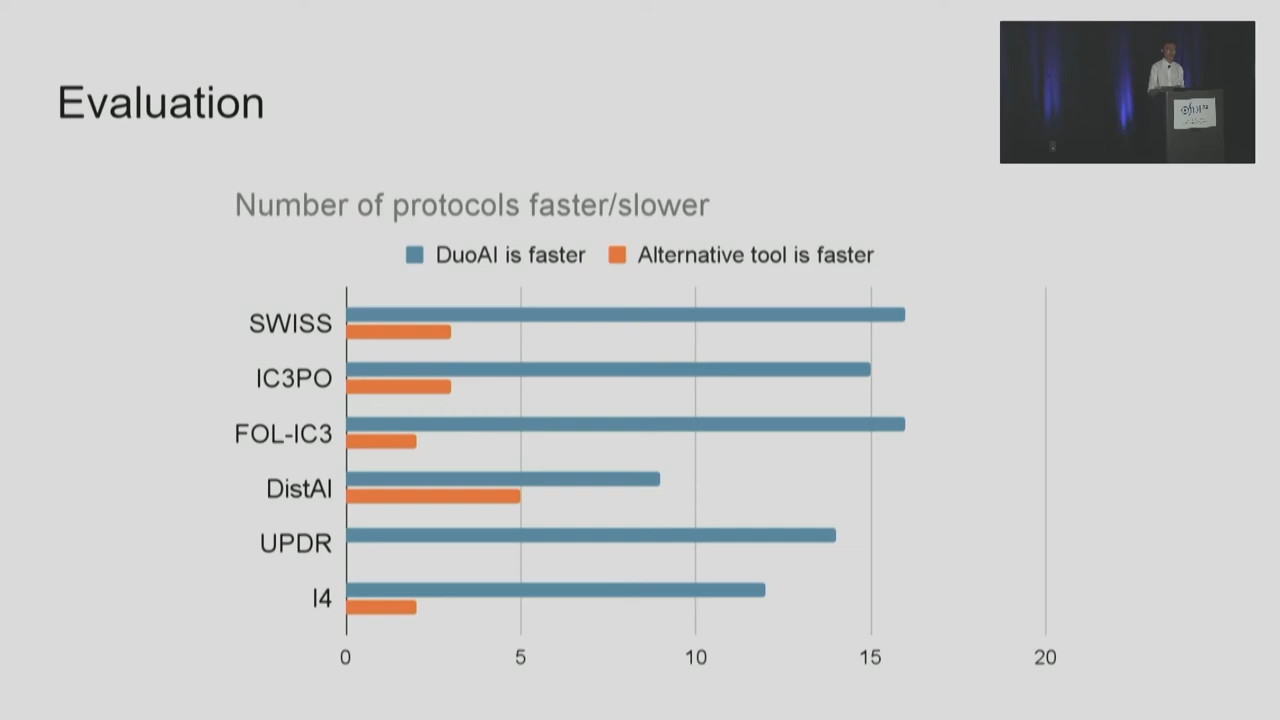 Evaluation
Number of protocols faster/slower
DuoAI is faster
Alternative tool is faster
SWISS
IC3PO
FOL-IC3
DistAI
UPDR
I4
0 5 10 15 20